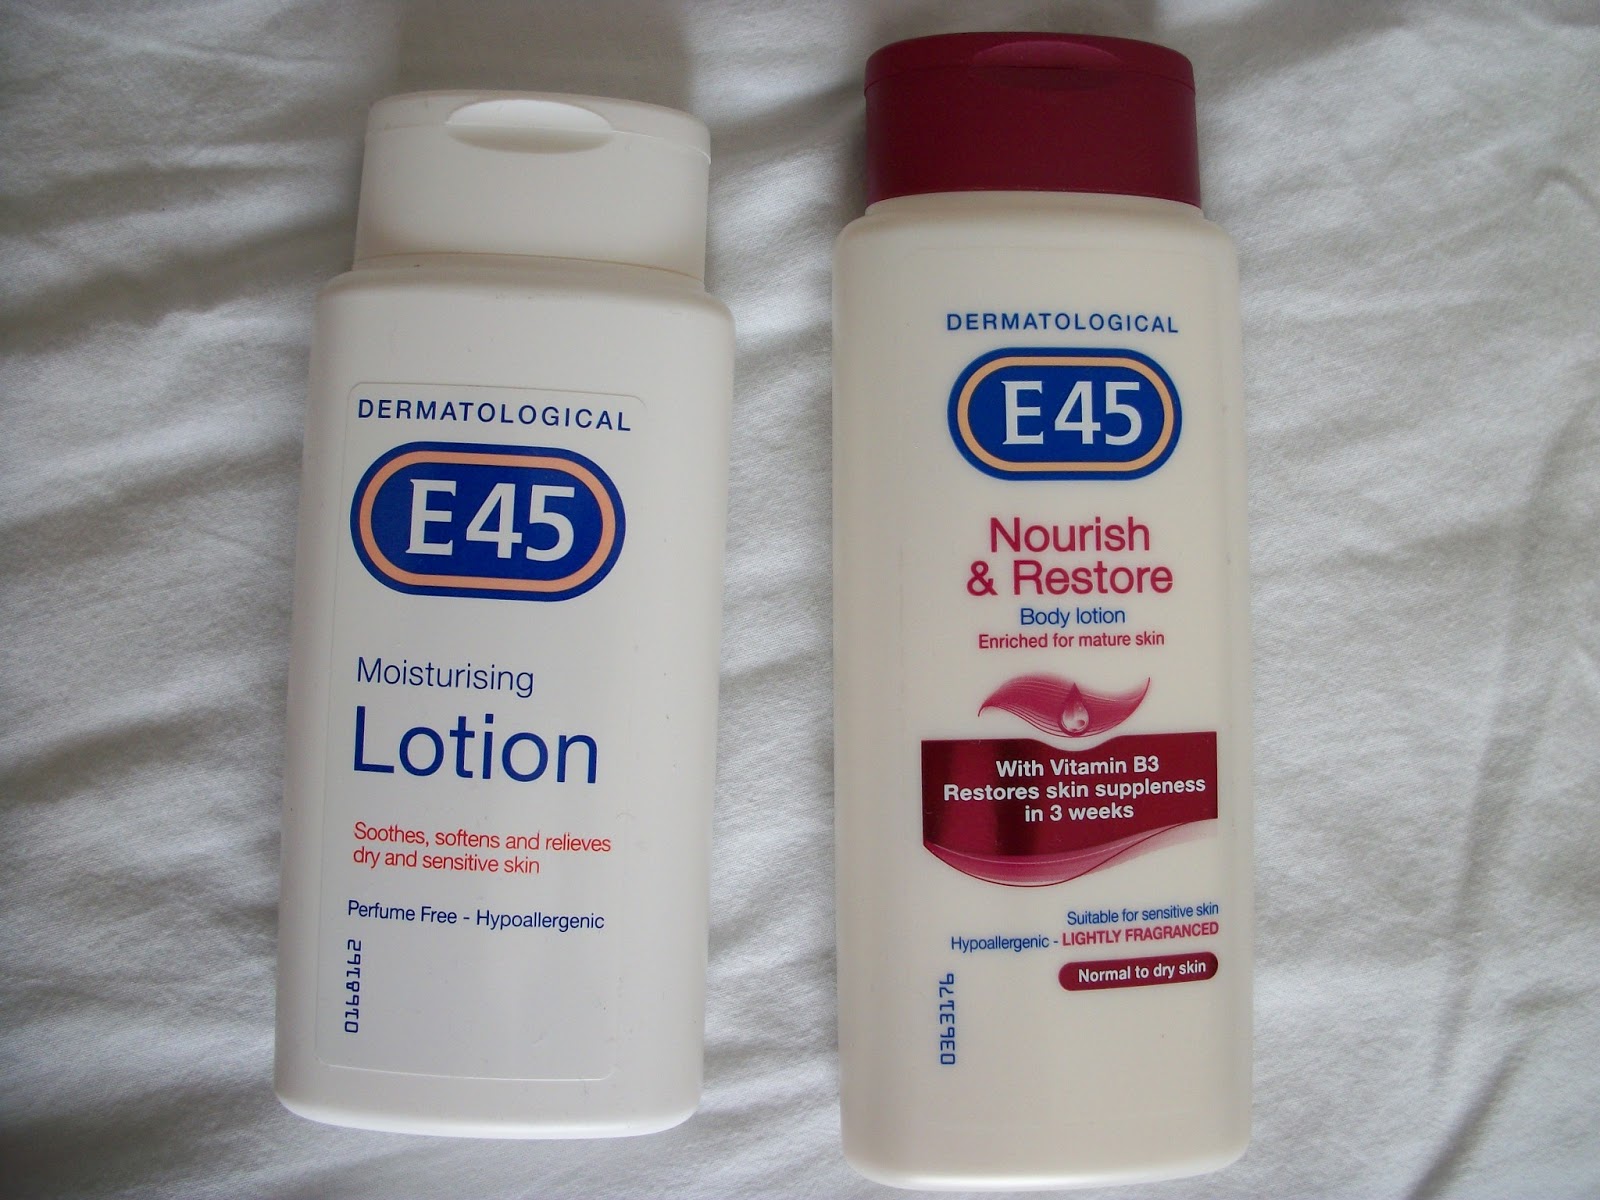 DERMATOLOGICAL
E45
Moisturising
Lotion
Soothes, softens and relieves
dry and sensitive skin
Perfume Free - Hypoallergenic
0168162
DERMATOLOGICAL
E45
Nourish
& Restore
Body lotion
Enriched for mature skin
With Vitamin B3
Restores skin suppleness
in 3 weeks
Suitable for sensitive skin
Hypoallergenic - LIGHTLY FRAGRANCED
Normal to dry skin